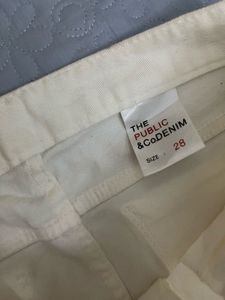 THE
PUBLIC
&Co.DENIM
SIZE : 28